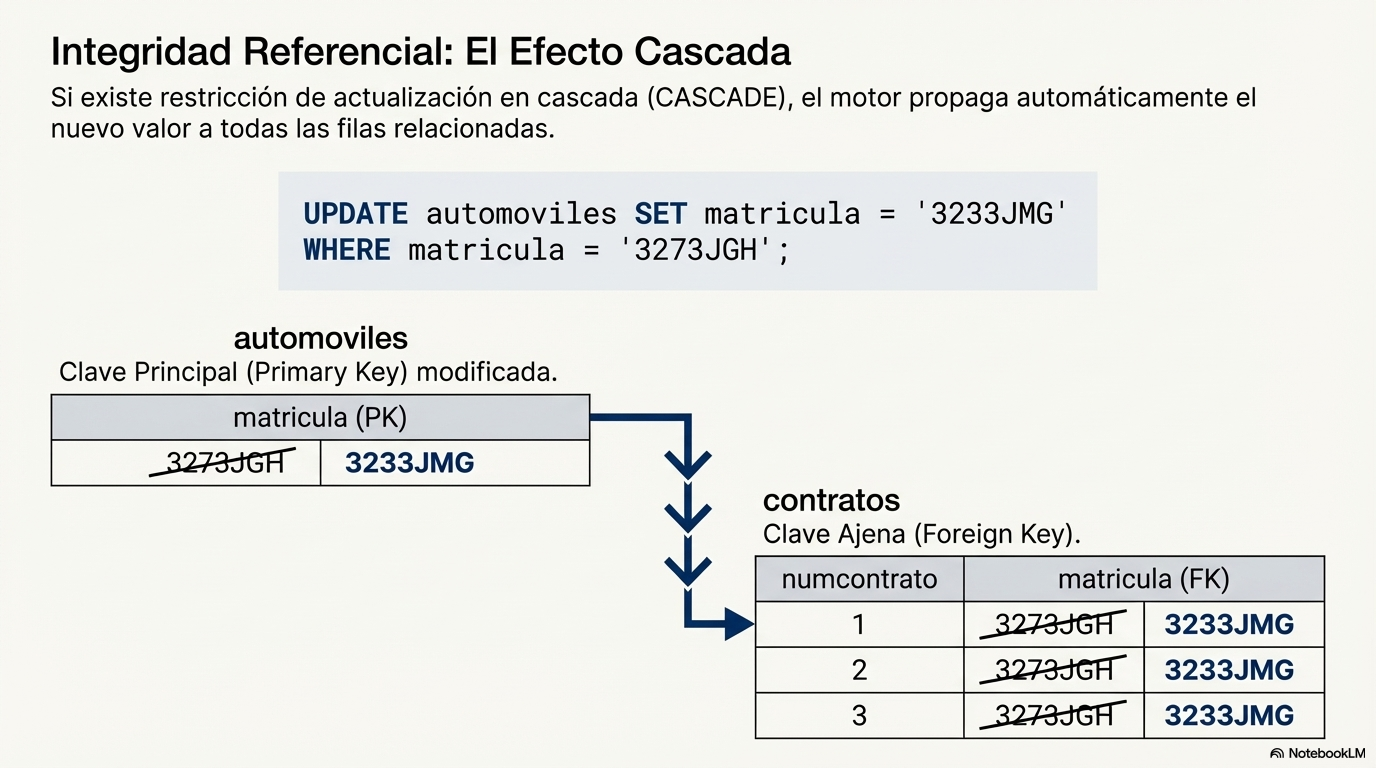 Integridad Referencial: El Efecto Cascada
Si existe restricción de actualización en cascada (CASCADE), el motor propaga automáticamente el
nuevo valor a todas las filas relacionadas.
UPDATE automoviles SET matricula = '3233JMG'
WHERE matricula = '3273JGH';
automoviles
Clave Principal (Primary Key) modificada.
matricula (PK)
3273JGH 3233JMG
contratos
Clave Ajena (Foreign Key).
numcontrato matricula (FK)
1 3273JGH 3233JMG
2 3273JGH 3233JMG
3 3273JGH 3233JMG
NotebookLM